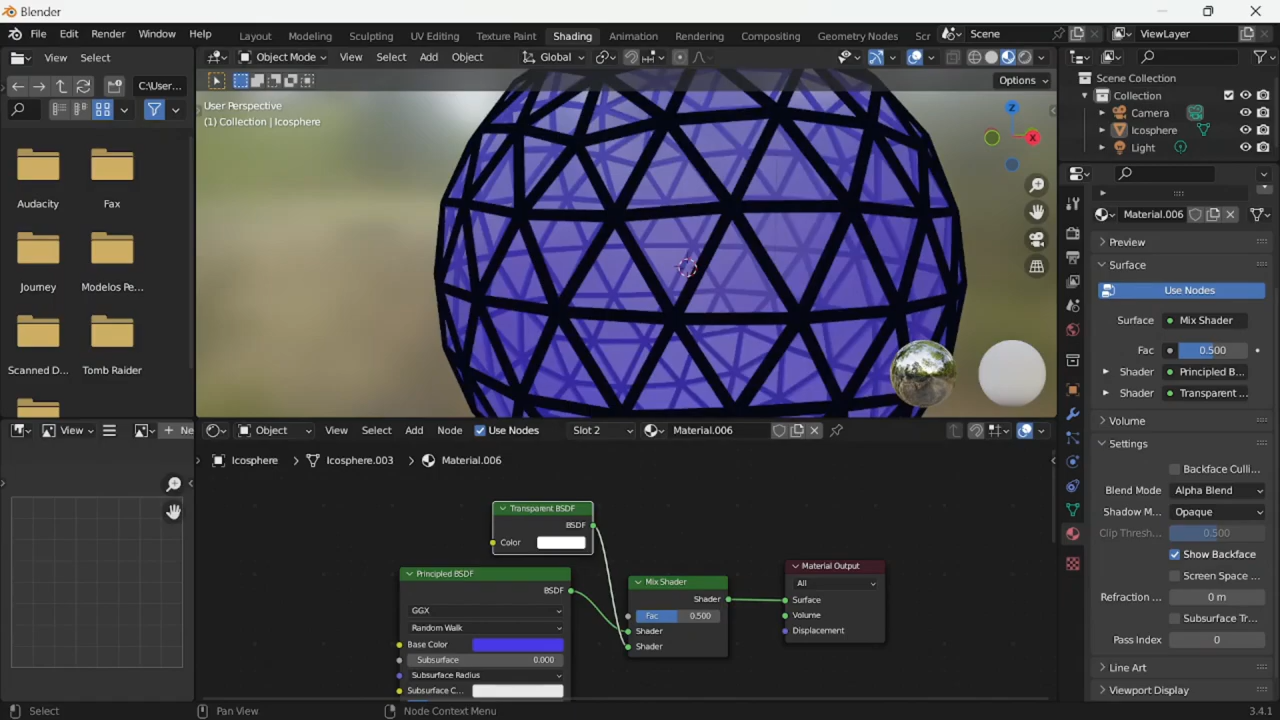 Blender
File Edit Render Window Help
Layout Modeling Sculpting UV Editing Texture Paint Shading Animation Rendering Compositing Geometry Nodes Scr
Scene
ViewLayer
View Select
C:\User...
Audacity Fax
Journey Modelos Pe...
Scanned D... Tomb Raider
Object Mode View Select Add Object Global
Options
User Perspective
(1) Collection | Icosphere
Z
X
Scene Collection
Collection
Camera
Icosphere
Light
Material.006
Preview
Surface
Use Nodes
Surface Mix Shader
Fac 0.500
Shader Principled B...
Shader Transparent ...
Volume
Settings
Backface Culli...
Blend Mode Alpha Blend
Shadow M... Opaque
Clip Thresh... 0.500
Show Backface
Screen Space ...
Refraction ... 0 m
Subsurface Tr...
Pass Index 0
Line Art
Viewport Display
View
Ne
Object View Select Add Node Use Nodes Slot 2 Material.006
Icosphere > Icosphere.003 > Material.006
Transparent BSDF
BSDF
Color
Principled BSDF
BSDF
GGX
Random Walk
Base Color
Subsurface 0.000
Subsurface Radius
Subsurface C...
Mix Shader
Shader
Fac 0.500
Shader
Shader
Material Output
All
Surface
Volume
Displacement
Select Pan View Node Context Menu 3.4.1